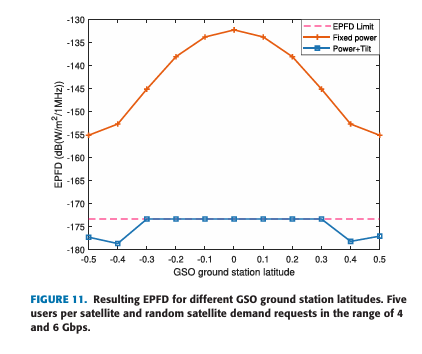 -130
-135
-140
-145
-150
-155
-160
-165
-170
-175
-180
EPFD (dB(W/m²/1MHz))
EPFD Limit
Fixed power
Power+Tilt
-0.5 -0.4 -0.3 -0.2 -0.1 0 0.1 0.2 0.3 0.4 0.5
GSO ground station latitude
FIGURE 11. Resulting EPFD for different GSO ground station latitudes. Five
users per satellite and random satellite demand requests in the range of 4
and 6 Gbps.